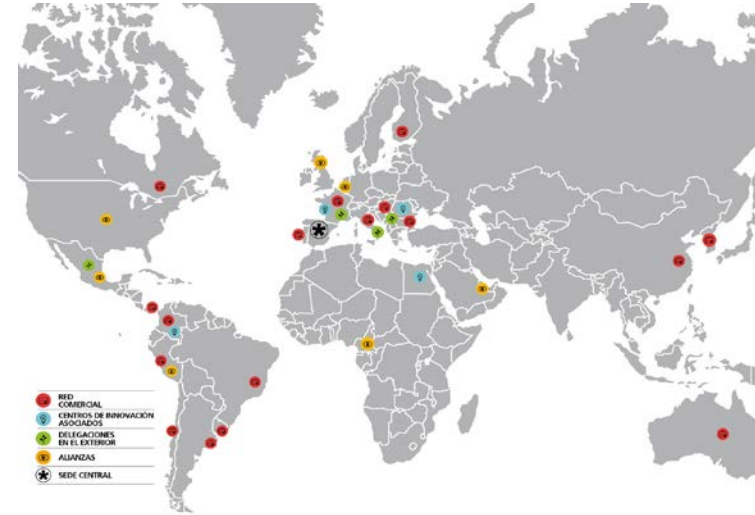 RED
COMERCIAL
CENTROS DE INNOVACIÓN
ASOCIADOS
DELEGACIONES
EN EL EXTERIOR
ALIANZAS
SEDE CENTRAL